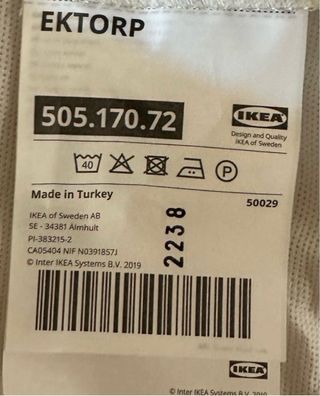 EKTORP
505.170.72
IKEA
Design and Quality
IKEA of Sweden
40
P
Made in Turkey
50029
IKEA of Sweden AB
SE - 34381 Älmhult
PI-383215-2
CA05404 NIF N0391857J
© Inter IKEA Systems B.V. 2019
2238
IKEA
© Inter IKEA Systems B.V.